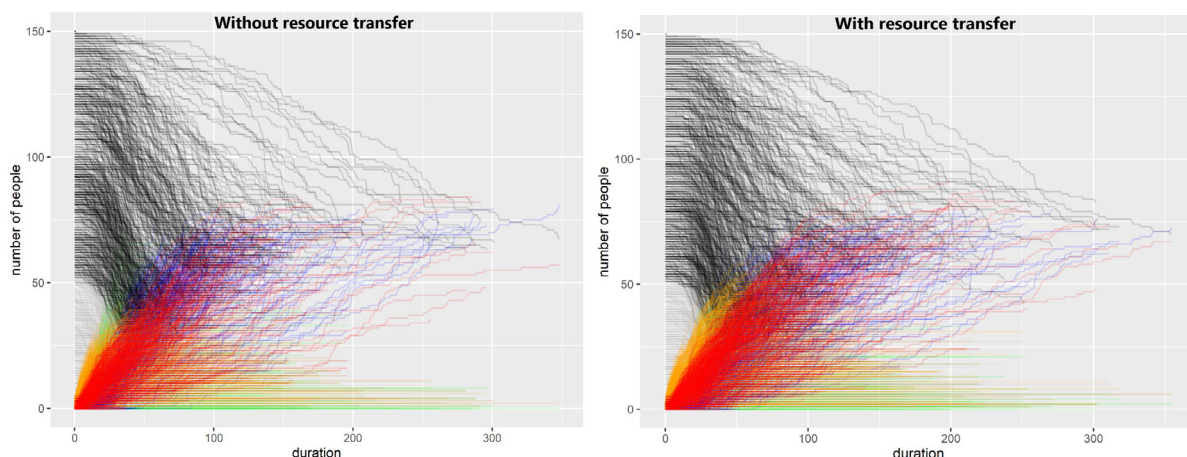 Without resource transfer
150
100
50
0
number of people
0
100
200
300
duration
With resource transfer
150
100
50
0
number of people
0
100
200
300
duration